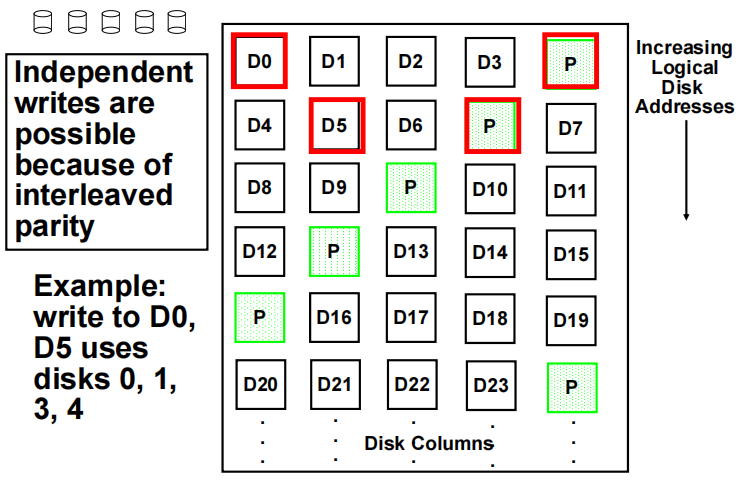 Independent
writes are
possible
because of
interleaved
parity
Example:
write to D0,
D5 uses
disks 0, 1,
3, 4
D0 D1 D2 D3 P
D4 D5 D6 P D7
D8 D9 P D10 D11
D12 P D13 D14 D15
P D16 D17 D18 D19
D20 D21 D22 D23 P
Disk Columns
Increasing
Logical
Disk
Addresses